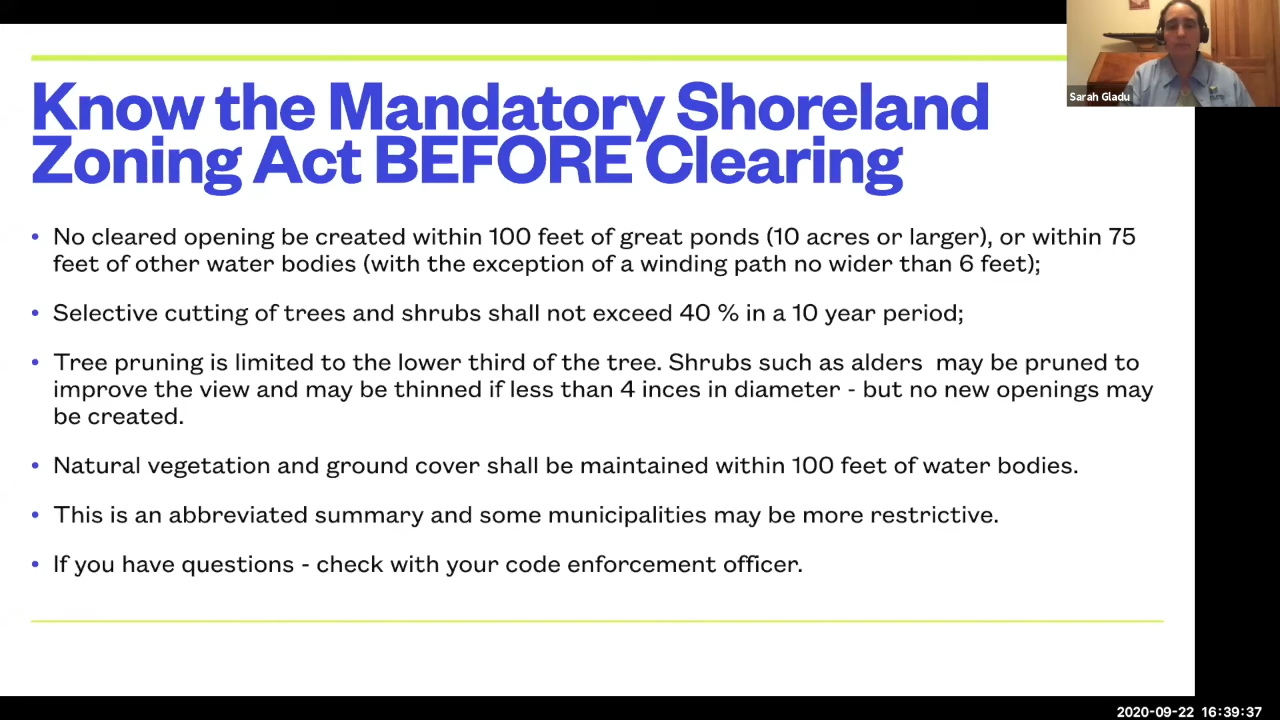 Know the Mandatory Shoreland
Zoning Act BEFORE Clearing
• No cleared opening be created within 100 feet of great ponds (10 acres or larger), or within 75
feet of other water bodies (with the exception of a winding path no wider than 6 feet);
• Selective cutting of trees and shrubs shall not exceed 40 % in a 10 year period;
• Tree pruning is limited to the lower third of the tree. Shrubs such as alders  may be pruned to
improve the view and may be thinned if less than 4 inces in diameter - but no new openings may
be created.
• Natural vegetation and ground cover shall be maintained within 100 feet of water bodies.
• This is an abbreviated summary and some municipalities may be more restrictive.
• If you have questions - check with your code enforcement officer.
Sarah Gladu
2020-09-22 16:39:37